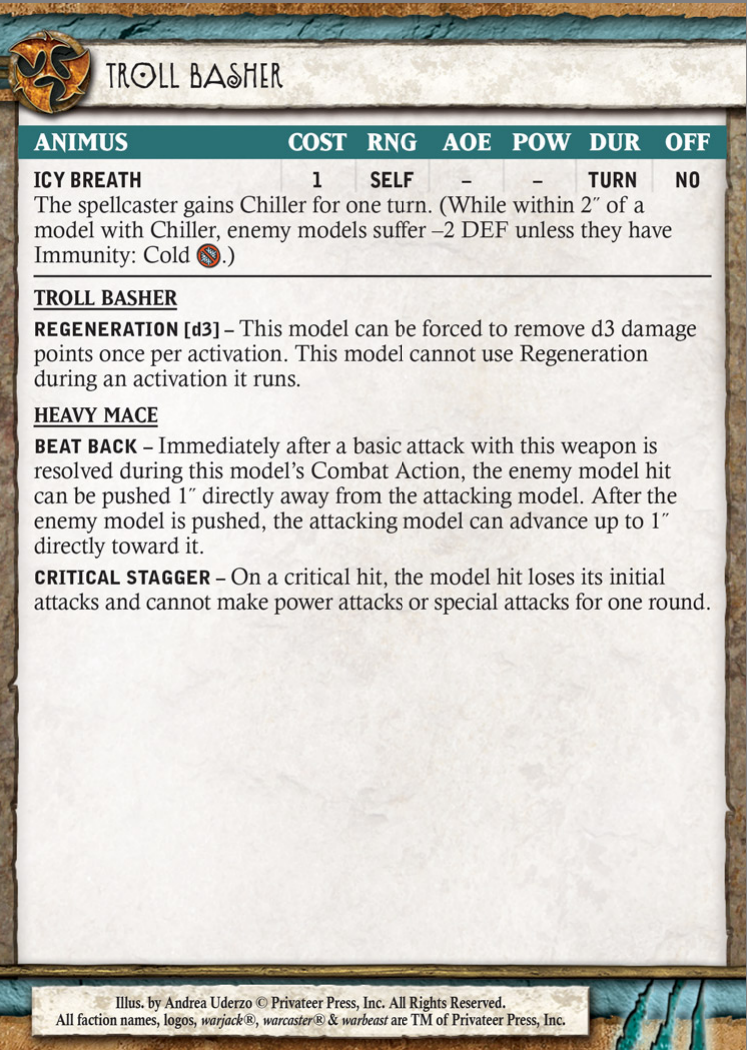 TROLL BASHER
ANIMUS COST RNG AOE POW DUR OFF
ICY BREATH 1 SELF – – TURN NO
The spellcaster gains Chiller for one turn. (While within 2˝ of a
model with Chiller, enemy models suffer –2 DEF unless they have
Immunity: Cold .)
TROLL BASHER
REGENERATION [d3] – This model can be forced to remove d3 damage
points once per activation. This model cannot use Regeneration
during an activation it runs.
HEAVY MACE
BEAT BACK – Immediately after a basic attack with this weapon is
resolved during this model's Combat Action, the enemy model hit
can be pushed 1˝ directly away from the attacking model. After the
enemy model is pushed, the attacking model can advance up to 1˝
directly toward it.
CRITICAL STAGGER – On a critical hit, the model hit loses its initial
attacks and cannot make power attacks or special attacks for one round.
Illus. by Andrea Uderzo © Privateer Press, Inc. All Rights Reserved.
All faction names, logos, warjack®, warcaster® & warbeast are TM of Privateer Press, Inc.